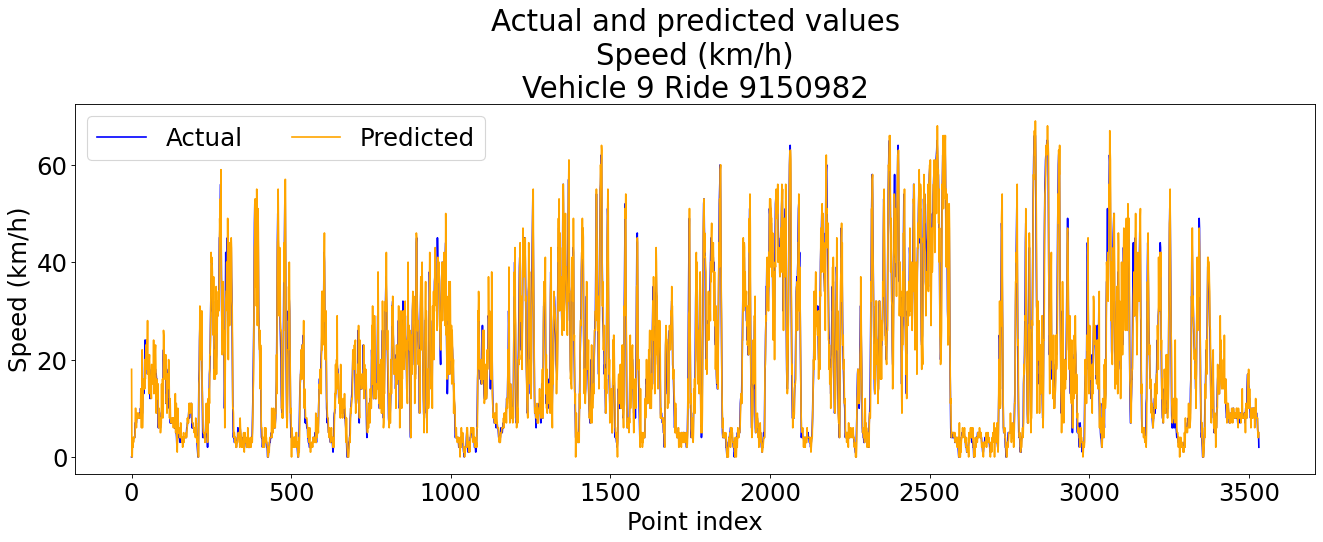 Actual and predicted values
Speed (km/h)
Vehicle 9 Ride 9150982
Actual Predicted
Speed (km/h)
60
40
20
0
0 500 1000 1500 2000 2500 3000 3500
Point index